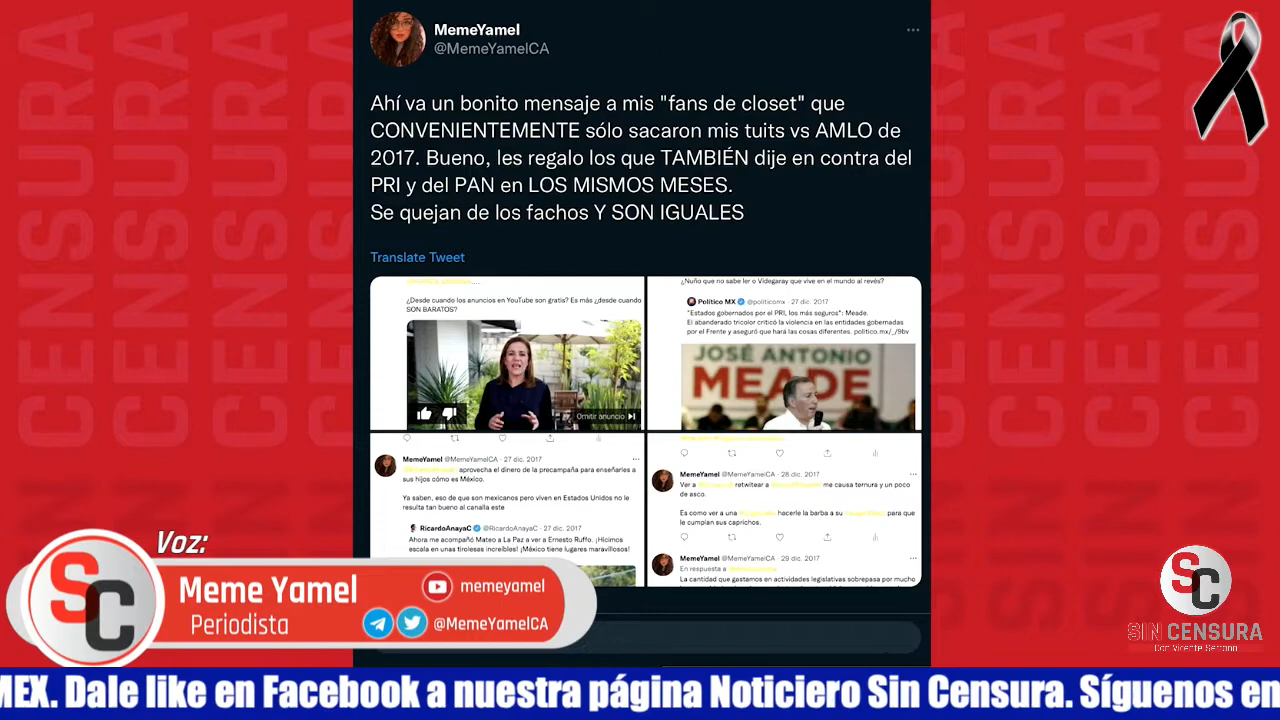 MemeYamel
@MemeYamelCA
Ahí va un bonito mensaje a mis "fans de closet" que
CONVENIENTEMENTE sólo sacaron mis tuits vs AMLO de
2017. Bueno, les regalo los que TAMBIÉN dije en contra del
PRI y del PAN en LOS MISMOS MESES.
Se quejan de los fachos Y SON IGUALES
Translate Tweet
¿Desde cuando los anuncios en YouTube son gratis? Es más ¿desde cuando
SON BARATOS?
Omitir anuncio
¿Nuño que no sabe ler o Videgaray que vive en el mundo al revés?
Político MX @politicomx · 27 dic. 2017
"Estados gobernados por el PRI, los más seguros": Meade.
El abanderado tricolor criticó la violencia en las entidades gobernadas
por el Frente y aseguró que hará las cosas diferentes. politico.mx/_/9bv
JOSÉ ANTONIO
MEADE
MemeYamel @MemeYamelCA · 27 dic. 2017
aprovecha el dinero de la precampaña para enseñarles a
sus hijos cómo es México.
Ya saben, eso de que son mexicanos pero viven en Estados Unidos no le
resulta tan bueno al canalla este
RicardoAnayaC @RicardoAnayaC · 27 dic. 2017
Ahora me acompañó Mateo a La Paz a ver a Ernesto Ruffo. ¡Hicimos
escala en unas tirolesas increíbles! ¡México tiene lugares maravillosos!
MemeYamel @MemeYamelCA · 28 dic. 2017
Ver a retwitear a me causa ternura y un poco
de asco.
Es como ver a una hacerle la barba a su para que
le cumplan sus caprichos.
MemeYamel @MemeYamelCA · 29 dic. 2017
En respuesta a
La cantidad que gastamos en actividades legislativas sobrepasa por mucho
Voz:
SC
Meme Yamel
Periodista
memeyamel
@MemeYamelCA
SC
SIN CENSURA
Con Vicente Serrano
CENSURA
MEX. Dale like en Facebook a nuestra página Noticiero Sin Censura. Síguenos en